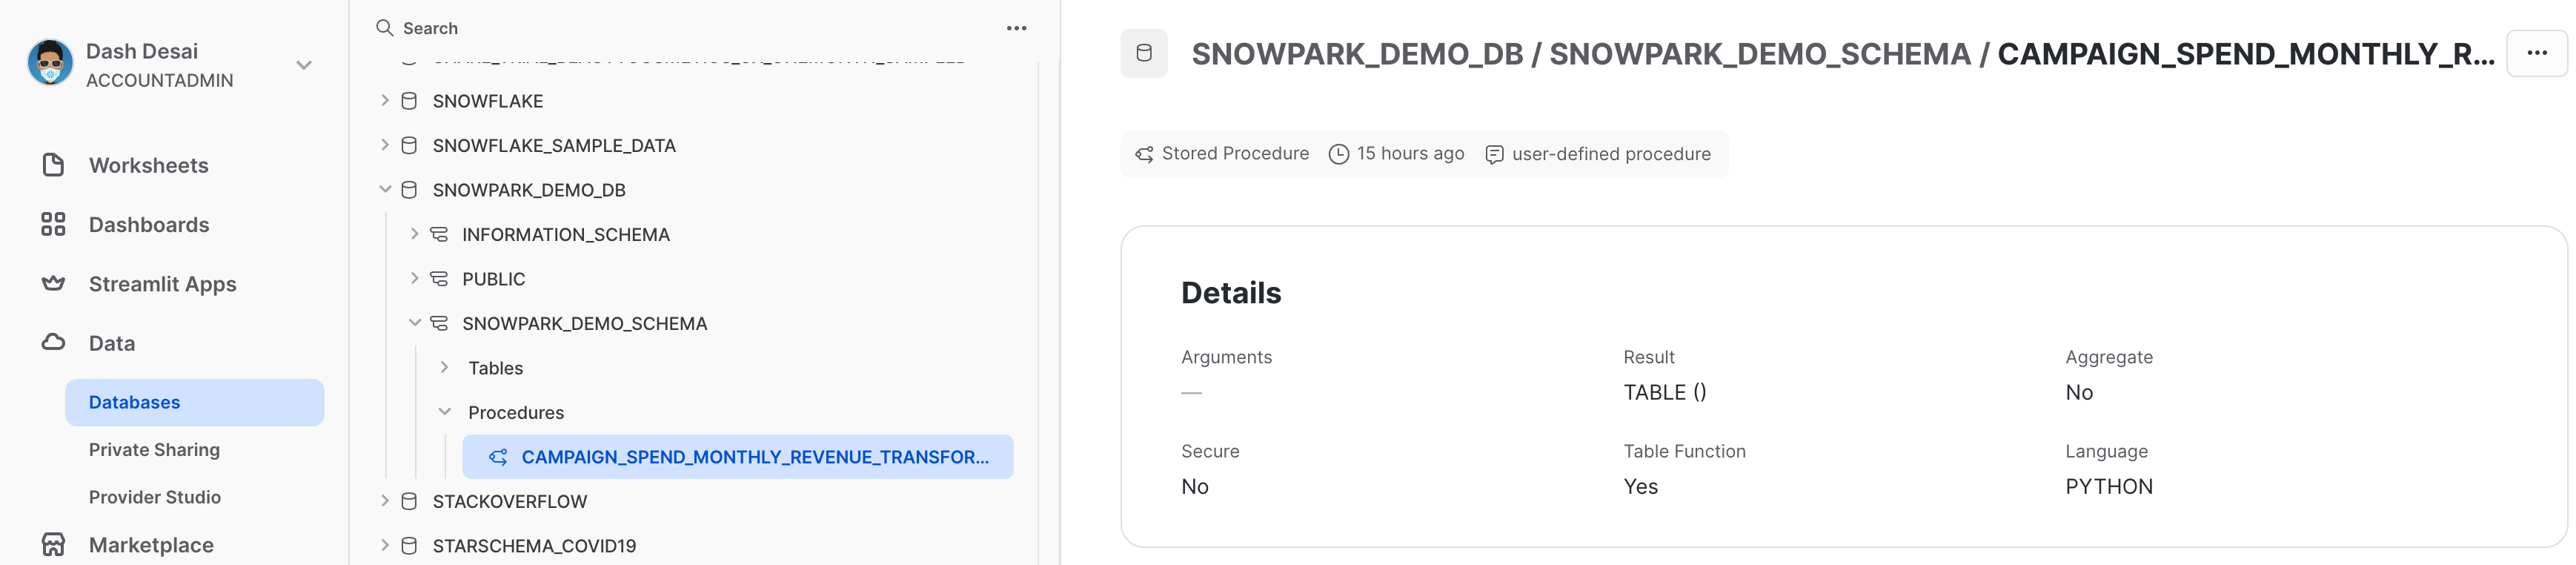 Dash Desai
ACCOUNTADMIN
Worksheets
Dashboards
Streamlit Apps
Data
Databases
Private Sharing
Provider Studio
Marketplace
Search
SNOWFLAKE
SNOWFLAKE_SAMPLE_DATA
SNOWPARK_DEMO_DB
INFORMATION_SCHEMA
PUBLIC
SNOWPARK_DEMO_SCHEMA
Tables
Procedures
CAMPAIGN_SPEND_MONTHLY_REVENUE_TRANSFOR...
STACKOVERFLOW
STARSCHEMA_COVID19
SNOWPARK_DEMO_DB / SNOWPARK_DEMO_SCHEMA / CAMPAIGN_SPEND_MONTHLY_R...
Stored Procedure 15 hours ago user-defined procedure
Details
Arguments Result Aggregate
— TABLE () No
Secure Table Function Language
No Yes PYTHON